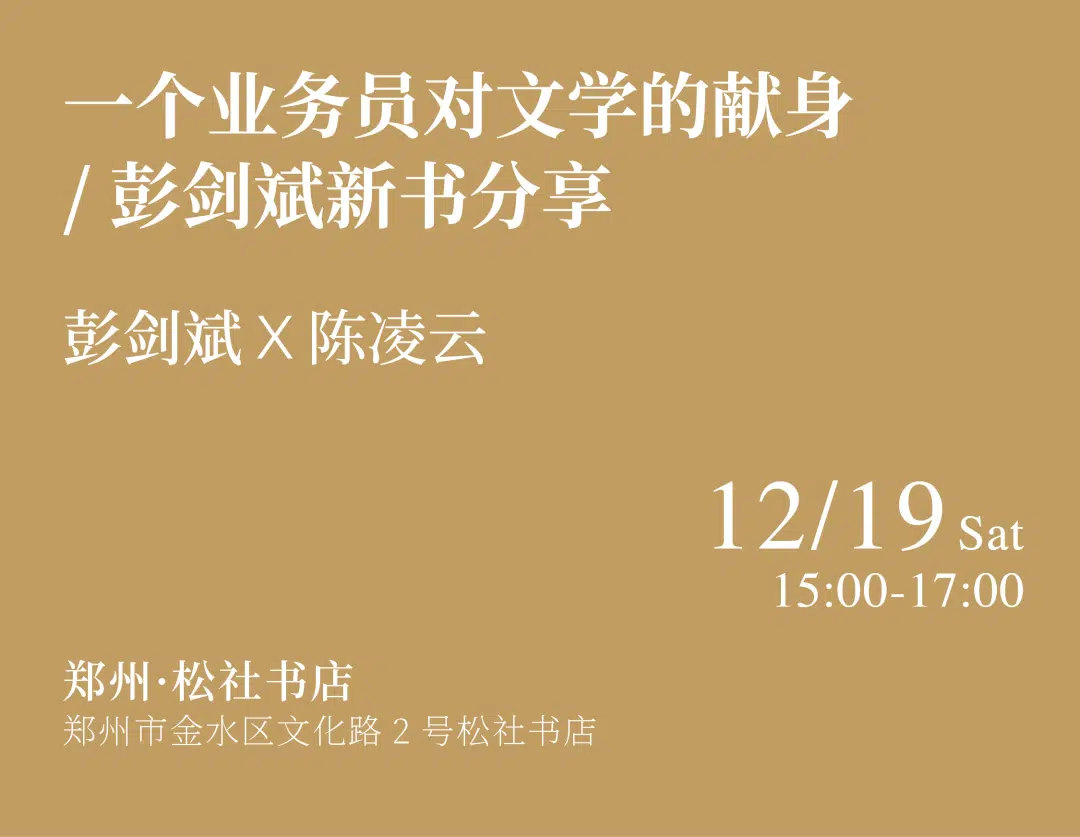 一个业务员对文学的献身
/ 彭剑斌新书分享
彭剑斌 X 陈凌云
12/19 Sat
15:00-17:00
郑州·松社书店
郑州市金水区文化路 2 号松社书店